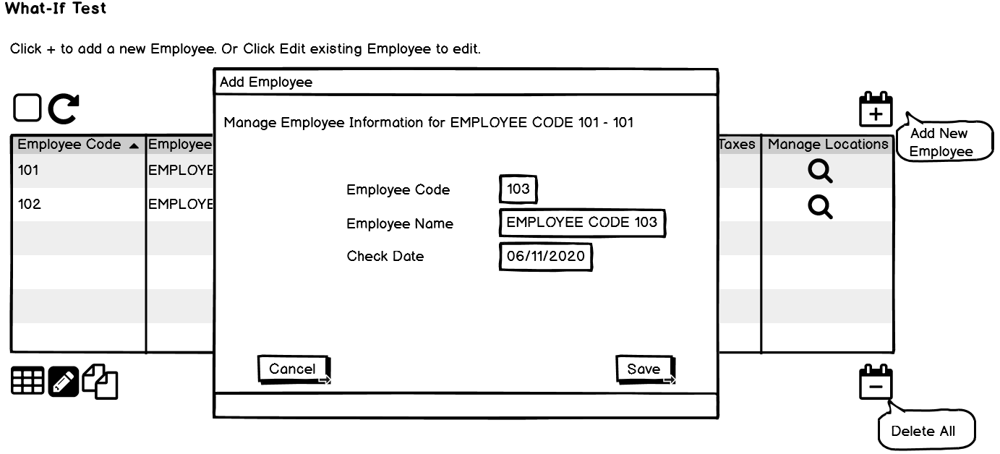 What-If Test
Click + to add a new Employee. Or Click Edit existing Employee to edit.
Add Employee
Manage Employee Information for EMPLOYEE CODE 101 - 101
Add New
Employee
Employee Code Employee Taxes Manage Locations
101 EMPLOYE
102 EMPLOYE
Employee Code 103
Employee Name EMPLOYEE CODE 103
Check Date 06/11/2020
Cancel Save
Delete All